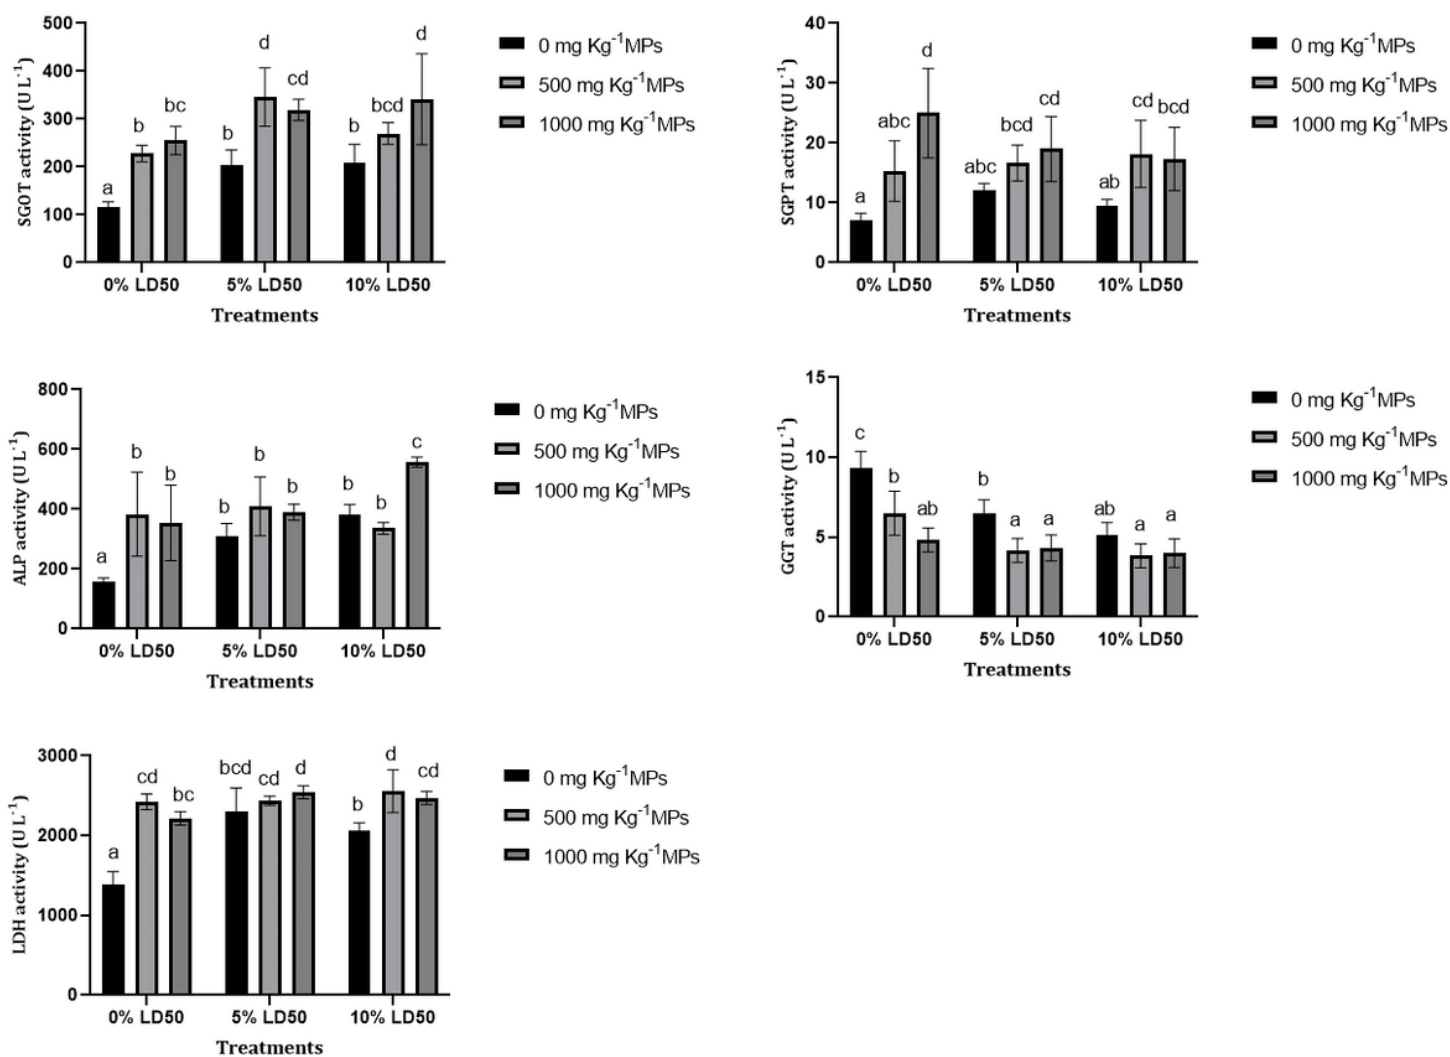 500
400
300
200
100
0
SGOT activity (U L⁻¹)
a
b
bc
b
d
cd
b
bcd
d
0% LD50
5% LD50
10% LD50
Treatments
0 mg Kg⁻¹MPs
500 mg Kg⁻¹MPs
1000 mg Kg⁻¹MPs
40
30
20
10
0
SGPT activity (U L⁻¹)
a
abc
d
abc
bcd
cd
ab
cd
bcd
0% LD50
5% LD50
10% LD50
Treatments
0 mg Kg⁻¹MPs
500 mg Kg⁻¹MPs
1000 mg Kg⁻¹MPs
800
600
400
200
0
ALP activity (U L⁻¹)
a
b
b
b
b
b
b
b
c
0% LD50
5% LD50
10% LD50
Treatments
0 mg Kg⁻¹MPs
500 mg Kg⁻¹MPs
1000 mg Kg⁻¹MPs
15
10
5
0
GGT activity (U L⁻¹)
c
b
ab
b
a
a
ab
a
a
0% LD50
5% LD50
10% LD50
Treatments
0 mg Kg⁻¹MPs
500 mg Kg⁻¹MPs
1000 mg Kg⁻¹MPs
3000
2000
1000
0
LDH activity (U L⁻¹)
a
cd
bc
bcd
cd
d
b
d
cd
0% LD50
5% LD50
10% LD50
Treatments
0 mg Kg⁻¹MPs
500 mg Kg⁻¹MPs
1000 mg Kg⁻¹MPs